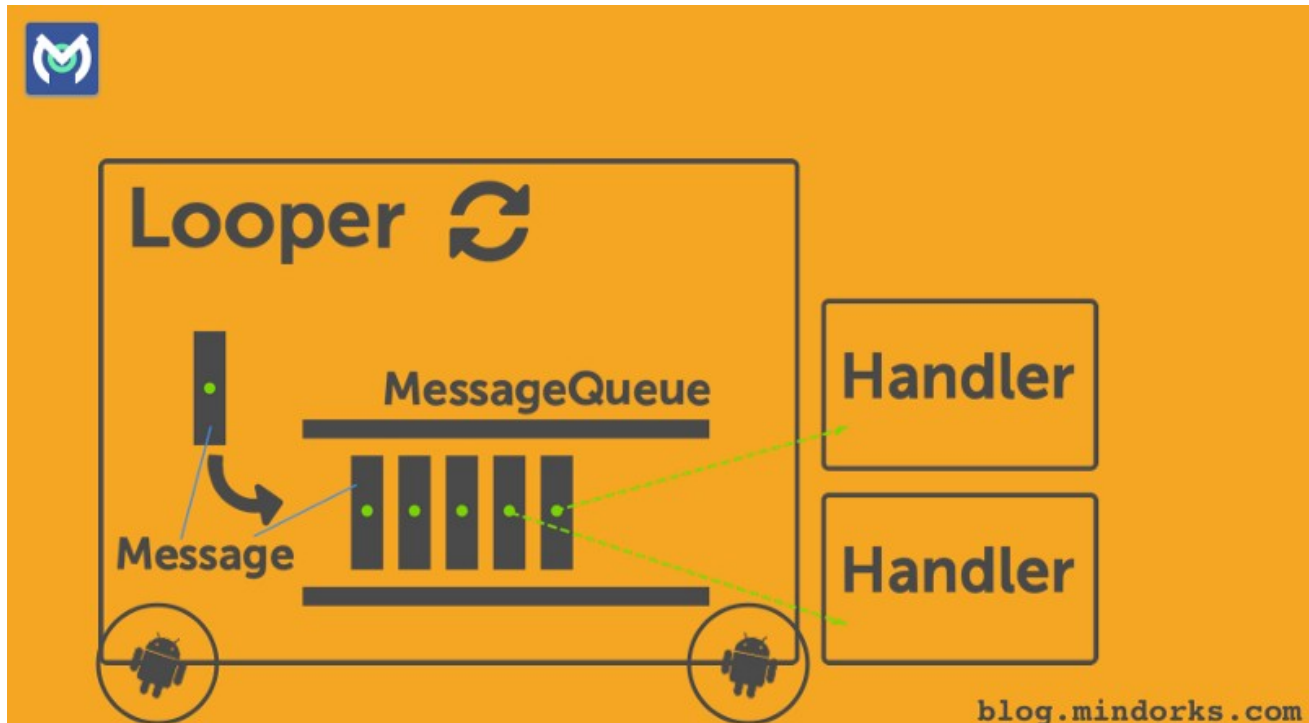 Looper
MessageQueue
Message
Handler
Handler
blog.mindorks.com